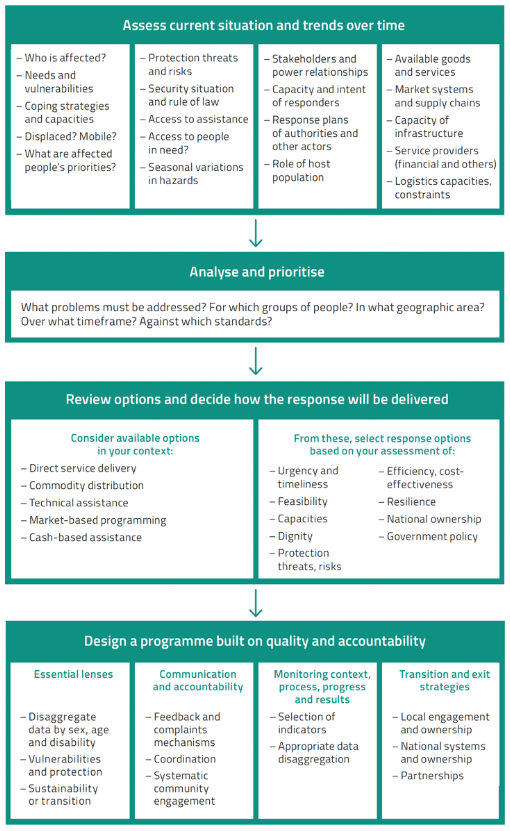 Assess current situation and trends over time
– Who is affected?
– Needs and
vulnerabilities
– Coping strategies
and capacities
– Displaced? Mobile?
– What are affected
people's priorities?
– Protection threats
and risks
– Security situation
and rule of law
– Access to assistance
– Access to people
in need?
– Seasonal variations
in hazards
– Stakeholders and
power relationships
– Capacity and intent
of responders
– Response plans
of authorities and
other actors
– Role of host
population
– Available goods
and services
– Market systems
and supply chains
– Capacity of
infrastructure
– Service providers
(financial and others)
– Logistics capacities,
constraints
Analyse and prioritise
What problems must be addressed? For which groups of people? In what geographic area?
Over what timeframe? Against which standards?
Review options and decide how the response will be delivered
Consider available options
in your context:
– Direct service delivery
– Commodity distribution
– Technical assistance
– Market-based programming
– Cash-based assistance
From these, select response options
based on your assessment of:
– Urgency and
timeliness
– Feasibility
– Capacities
– Dignity
– Protection
threats, risks
– Efficiency, cost-
effectiveness
– Resilience
– National ownership
– Government policy
Design a programme built on quality and accountability
Essential lenses
– Disaggregate
data by sex, age
and disability
– Vulnerabilities
and protection
– Sustainability
or transition
Communication
and accountability
– Feedback and
complaints
mechanisms
– Coordination
– Systematic
community
engagement
Monitoring context,
process, progress
and results
– Selection of
indicators
– Appropriate data
disaggregation
Transition and exit
strategies
– Local engagement
and ownership
– National systems
and ownership
– Partnerships